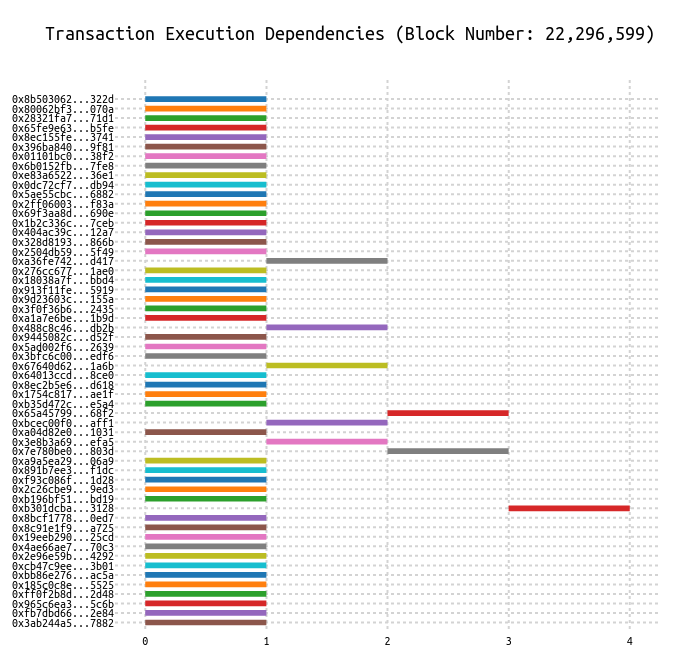 Transaction Execution Dependencies (Block Number: 22,296,599)
0x8b503062...322d
0x80062bf3...070a
0x28321fa7...71d1
0x65fe9e63...b5fe
0x8ec155fe...3741
0x396ba840...9f81
0x01101bc0...38f2
0x6b0152fb...7fe8
0xe83a6522...36e1
0x0dc72cf7...db94
0x5ae55cbc...6882
0x2ff06003...f83a
0x69f3aa8d...690e
0x1b2c336c...7ceb
0x404ac39c...12a7
0x328d8193...866b
0x2504db59...5f49
0xa36fe742...d417
0x276cc677...1ae0
0x18038a7f...bbd4
0x913f11fe...5919
0x9d23603c...155a
0x3f0f36b6...2435
0xa1a7e6be...1b9d
0x488c8c46...db2b
0x9445082c...d52f
0x5ad002f6...2639
0x3bfc6c00...edf6
0x67640d62...1a6b
0x64013ccd...8ce0
0x8ec2b5e6...d618
0x1754c817...ae1f
0xb35d472c...e5a4
0x65a45799...68f2
0xbcec00f0...aff1
0xa04d82e0...1031
0x3e8b3a69...efa5
0x7e780be0...803d
0xa9a5ea29...06a9
0x891b7ee3...f1dc
0xf93c086f...1d28
0x2c26cbe9...9ed3
0xb196bf51...bd19
0xb301dcba...3128
0x8bcf1778...0ed7
0x8c91e1f9...a725
0x19eeb290...25cd
0x4ae66ae7...70c3
0x2e96e59b...4292
0xcb47c9ee...3b01
0xbb86e276...ac5a
0x185c0c8e...5525
0xff0f2b8d...2d48
0x965c6ea3...5c6b
0xfb7dbd66...2e84
0x3ab244a5...7882
0 1 2 3 4